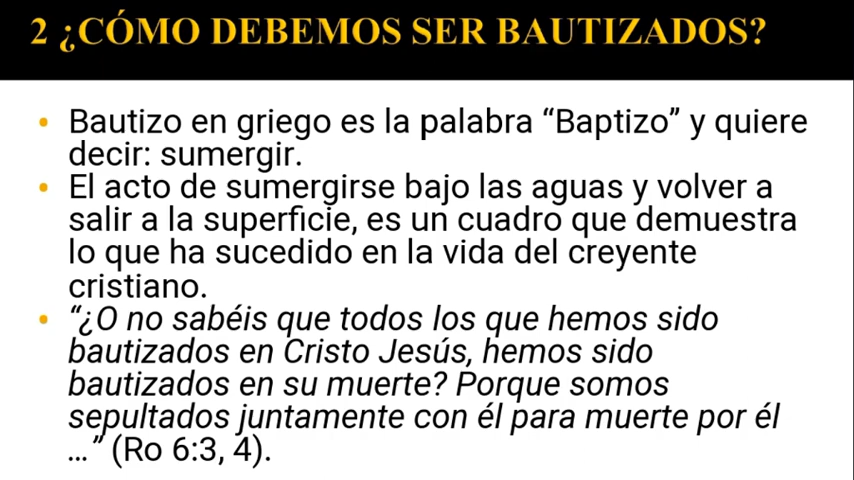 2 ¿CÓMO DEBEMOS SER BAUTIZADOS?
• Bautizo en griego es la palabra “Baptizo” y quiere
decir: sumergir.
• El acto de sumergirse bajo las aguas y volver a
salir a la superficie, es un cuadro que demuestra
lo que ha sucedido en la vida del creyente
cristiano.
• “¿O no sabéis que todos los que hemos sido
bautizados en Cristo Jesús, hemos sido
bautizados en su muerte? Porque somos
sepultados juntamente con él para muerte por él
…” (Ro 6:3, 4).